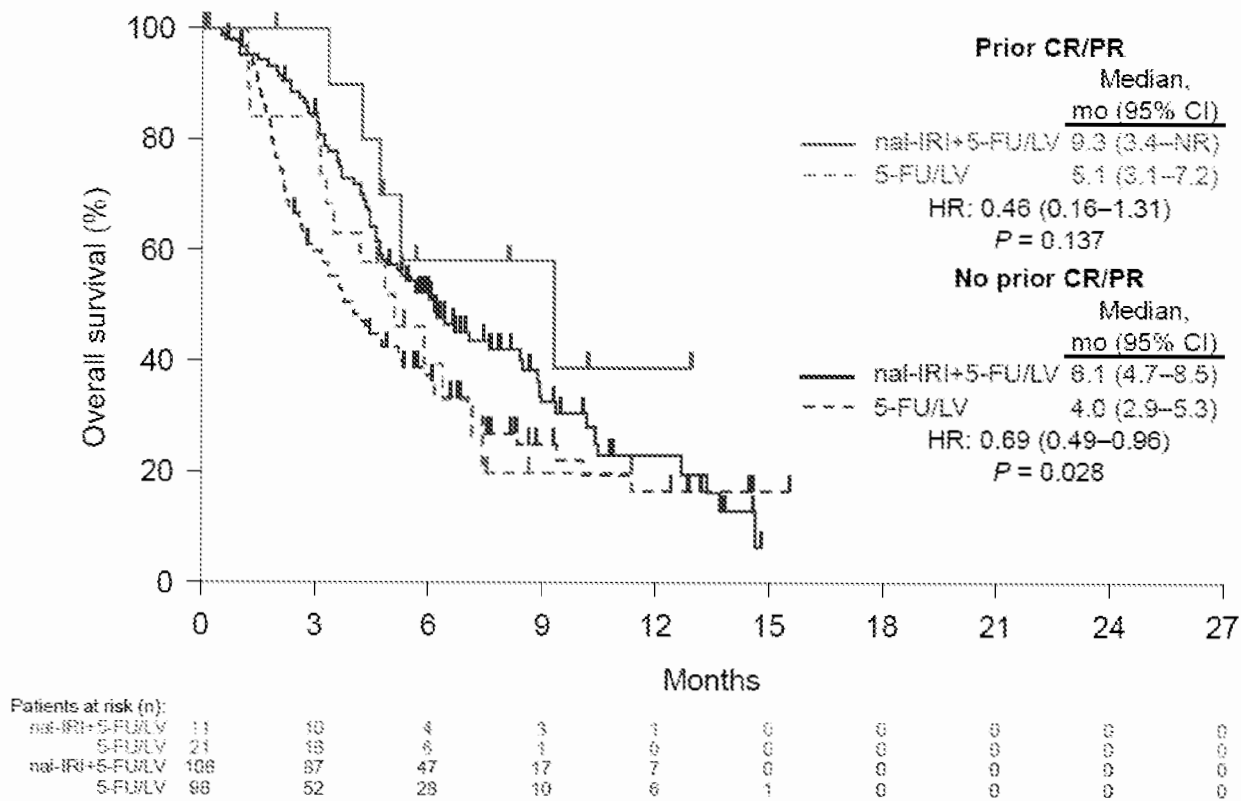 100
80
60
40
20
0
Overall survival (%)
0 3 6 9 12 15 18 21 24 27
Months
Prior CR/PR
Median,
mo (95% CI)
nal-IRI+5-FU/LV 9.3 (3.4–NR)
5-FU/LV 5.1 (3.1–7.2)
HR: 0.46 (0.16–1.31)
P = 0.137
No prior CR/PR
Median,
mo (95% CI)
nal-IRI+5-FU/LV 6.1 (4.7–8.5)
5-FU/LV 4.0 (2.9–5.3)
HR: 0.69 (0.49–0.96)
P = 0.028
Patients at risk (n):
nal-IRI+5-FU/LV 11 10 4 3 1 0 0 0 0 0
5-FU/LV 21 6 1 0 0 0 0 0 0
nal-IRI+5-FU/LV 47 17 7 0 0 0 0 0
5-FU/LV 52 10 6 1 0 0 0 0